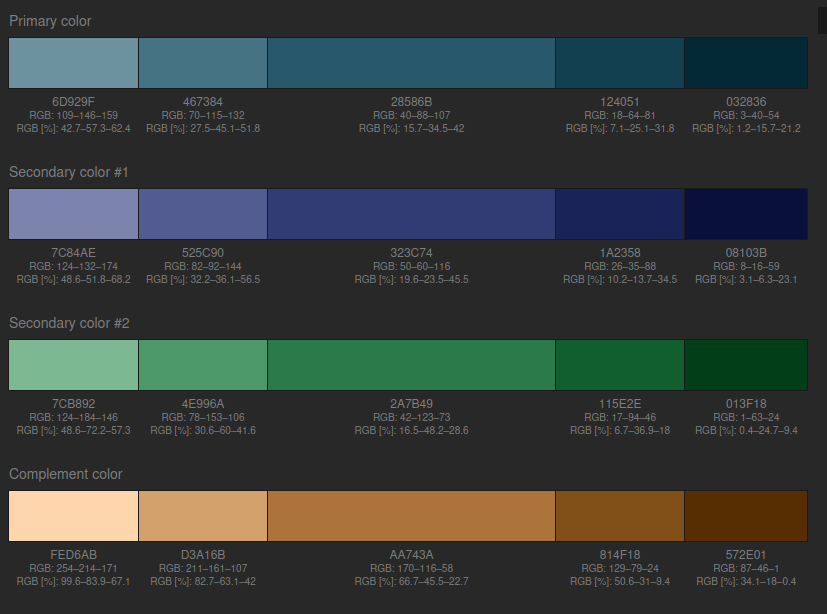 Primary color
6D929F 467384 28586B 124051 032836
RGB: 109–146–159 RGB: 70–115–132 RGB: 40–88–107 RGB: 18–64–81 RGB: 3–40–54
RGB [%]: 42.7–57.3–62.4 RGB [%]: 27.5–45.1–51.8 RGB [%]: 15.7–34.5–42 RGB [%]: 7.1–25.1–31.8 RGB [%]: 1.2–15.7–21.2
Secondary color #1
7C84AE 525C90 323C74 1A2358 08103B
RGB: 124–132–174 RGB: 82–92–144 RGB: 50–60–116 RGB: 26–35–88 RGB: 8–16–59
RGB [%]: 48.6–51.8–68.2 RGB [%]: 32.2–36.1–56.5 RGB [%]: 19.6–23.5–45.5 RGB [%]: 10.2–13.7–34.5 RGB [%]: 3.1–6.3–23.1
Secondary color #2
7CB892 4E996A 2A7B49 115E2E 013F18
RGB: 124–184–146 RGB: 78–153–106 RGB: 42–123–73 RGB: 17–94–46 RGB: 1–63–24
RGB [%]: 48.6–72.2–57.3 RGB [%]: 30.6–60–41.6 RGB [%]: 16.5–48.2–28.6 RGB [%]: 6.7–36.9–18 RGB [%]: 0.4–24.7–9.4
Complement color
FED6AB D3A16B AA743A 814F18 572E01
RGB: 254–214–171 RGB: 211–161–107 RGB: 170–116–58 RGB: 129–79–24 RGB: 87–46–1
RGB [%]: 99.6–83.9–67.1 RGB [%]: 82.7–63.1–42 RGB [%]: 66.7–45.5–22.7 RGB [%]: 50.6–31–9.4 RGB [%]: 34.1–18–0.4